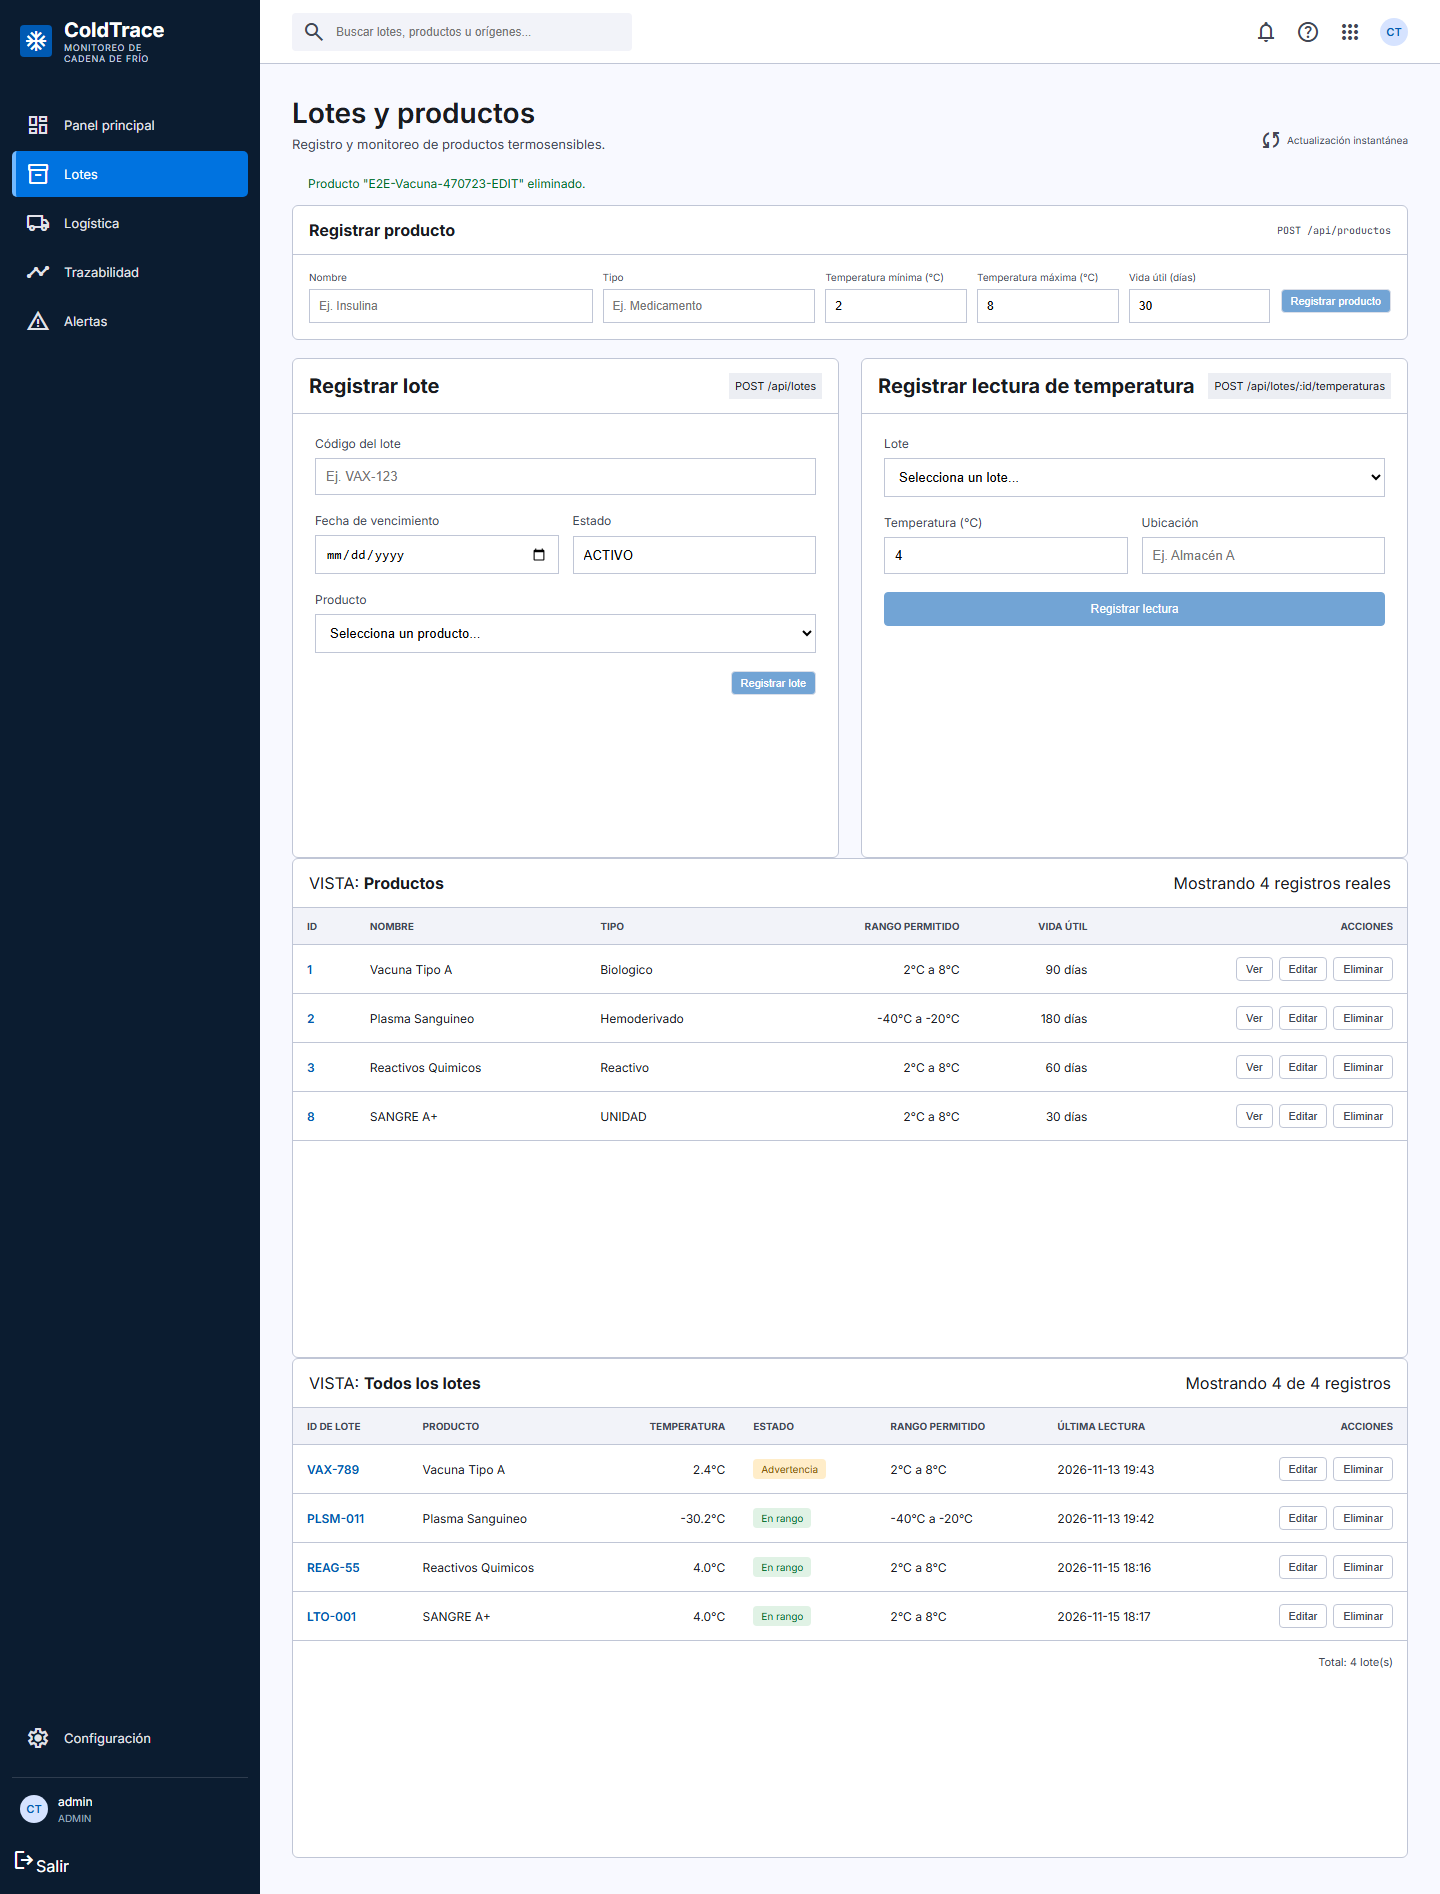 ColdTrace
MONITOREO DE
CADENA DE FRÍO
Panel principal
Lotes
Logística
Trazabilidad
Alertas
Configuración
CT
admin
ADMIN
Salir
Buscar lotes, productos u orígenes...
CT
Lotes y productos
Registro y monitoreo de productos termosensibles.
Actualización instantánea
Producto "E2E-Vacuna-470723-EDIT" eliminado.
Registrar producto
POST /api/productos
Nombre Tipo Temperatura mínima (°C) Temperatura máxima (°C) Vida útil (días)
Ej. Insulina Ej. Medicamento 2 8 30 Registrar producto
Registrar lote POST /api/lotes
Código del lote
Ej. VAX-123
Fecha de vencimiento Estado
mm/dd/yyyy ACTIVO
Producto
Selecciona un producto...
Registrar lote
Registrar lectura de temperatura POST /api/lotes/:id/temperaturas
Lote
Selecciona un lote...
Temperatura (°C) Ubicación
4 Ej. Almacén A
Registrar lectura
VISTA: Productos Mostrando 4 registros reales
ID NOMBRE TIPO RANGO PERMITIDO VIDA ÚTIL ACCIONES
1 Vacuna Tipo A Biologico 2°C a 8°C 90 días Ver Editar Eliminar
2 Plasma Sanguineo Hemoderivado -40°C a -20°C 180 días Ver Editar Eliminar
3 Reactivos Quimicos Reactivo 2°C a 8°C 60 días Ver Editar Eliminar
8 SANGRE A+ UNIDAD 2°C a 8°C 30 días Ver Editar Eliminar
VISTA: Todos los lotes Mostrando 4 de 4 registros
ID DE LOTE PRODUCTO TEMPERATURA ESTADO RANGO PERMITIDO ÚLTIMA LECTURA ACCIONES
VAX-789 Vacuna Tipo A 2.4°C Advertencia 2°C a 8°C 2026-11-13 19:43 Editar Eliminar
PLSM-011 Plasma Sanguineo -30.2°C En rango -40°C a -20°C 2026-11-13 19:42 Editar Eliminar
REAG-55 Reactivos Quimicos 4.0°C En rango 2°C a 8°C 2026-11-15 18:16 Editar Eliminar
LTO-001 SANGRE A+ 4.0°C En rango 2°C a 8°C 2026-11-15 18:17 Editar Eliminar
Total: 4 lote(s)